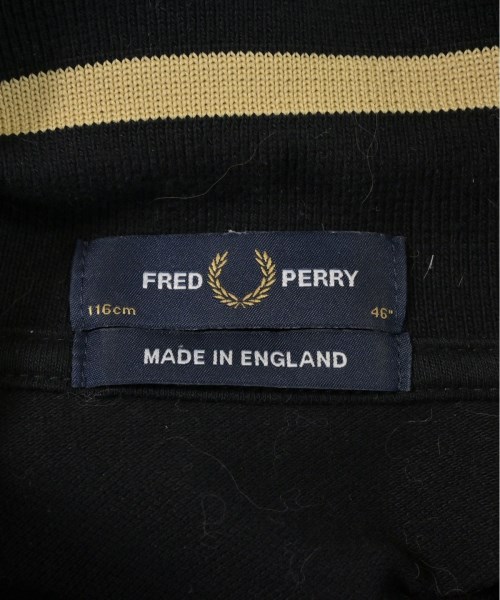 FRED PERRY
116cm 46"
MADE IN ENGLAND